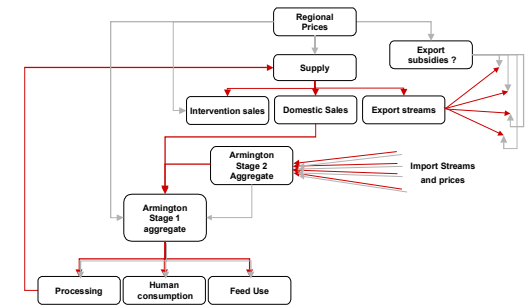 Regional
Prices
Export
subsidies ?
Supply
Intervention sales
Domestic Sales
Export streams
Armington
Stage 2
Aggregate
Import Streams
and prices
Armington
Stage 1
aggregate
Processing
Human
consumption
Feed Use